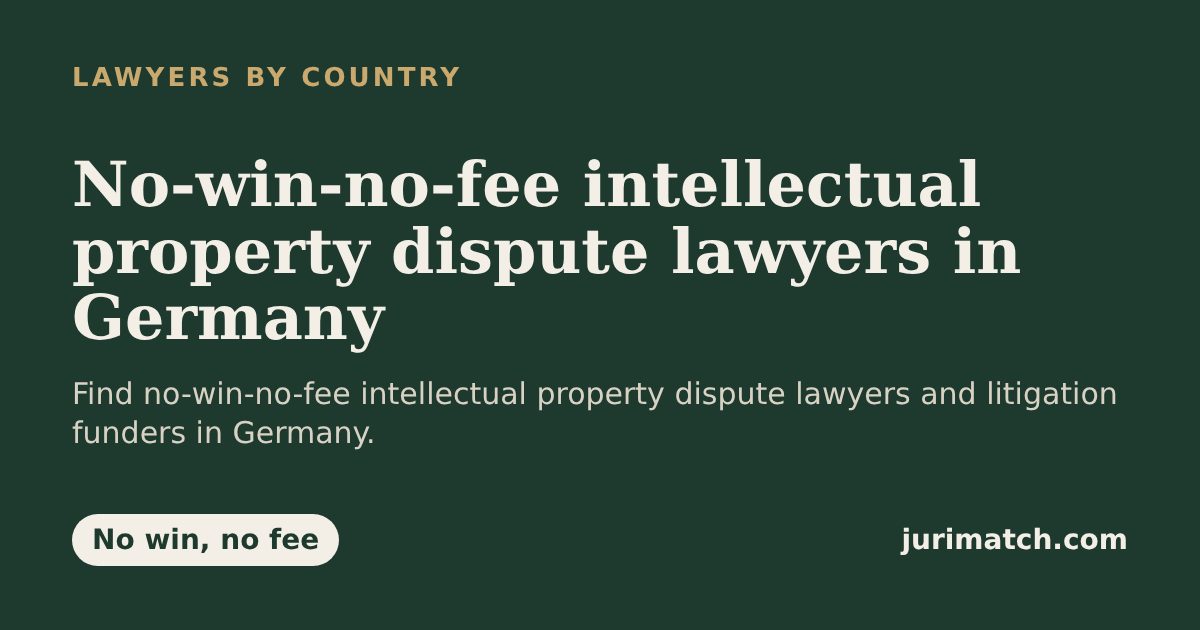 LAWYERS BY COUNTRY
No-win-no-fee intellectual
property dispute lawyers in
Germany
Find no-win-no-fee intellectual property dispute lawyers and litigation
funders in Germany.
No win, no fee
jurimatch.com